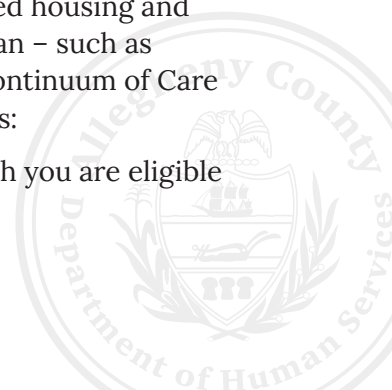 ed housing and
an – such as
ontinuum of Care
s:
h you are eligible
Allegheny County
Department of Human Services